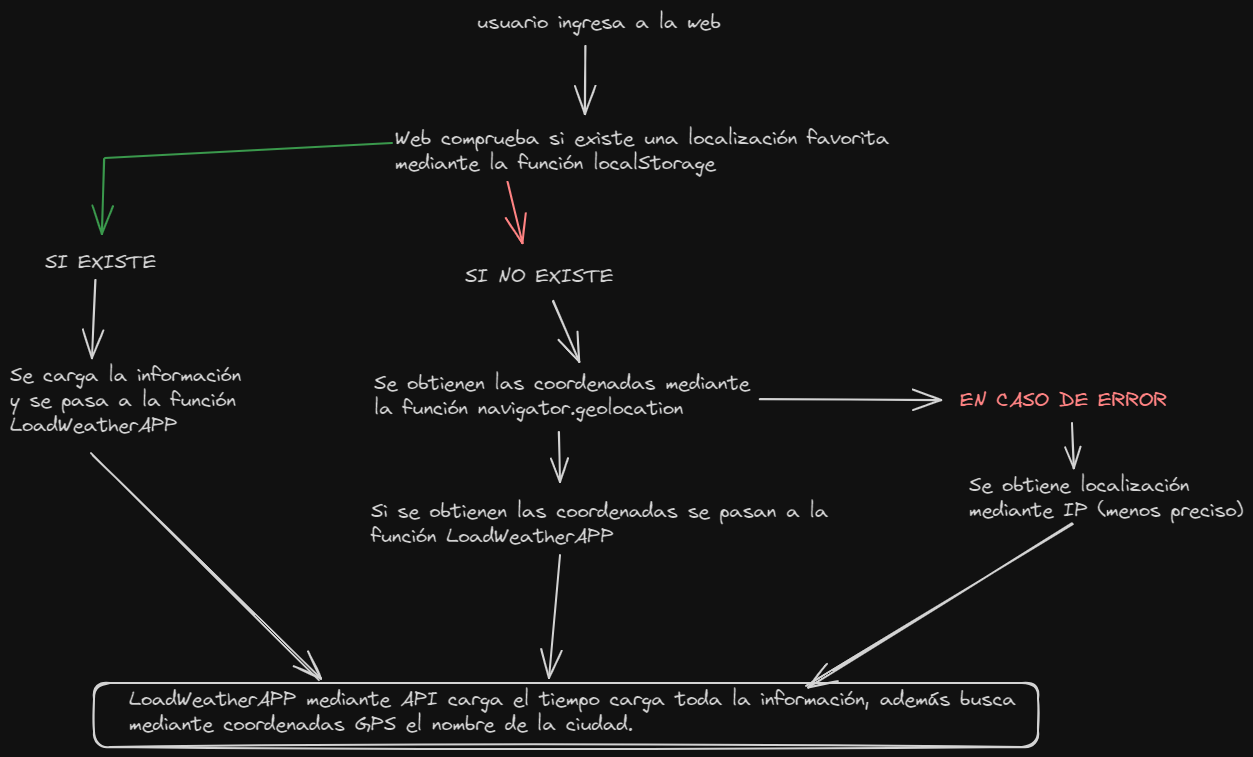 usuario ingresa a la web
Web comprueba si existe una localización favorita
mediante la función localStorage
SI EXISTE
SI NO EXISTE
Se carga la información
y se pasa a la función
LoadWeatherAPP
Se obtienen las coordenadas mediante
la función navigator.geolocation
EN CASO DE ERROR
Se obtiene localización
mediante IP (menos preciso)
Si se obtienen las coordenadas se pasan a la
función LoadWeatherAPP
LoadWeatherAPP mediante API carga el tiempo carga toda la información, además busca
mediante coordenadas GPS el nombre de la ciudad.